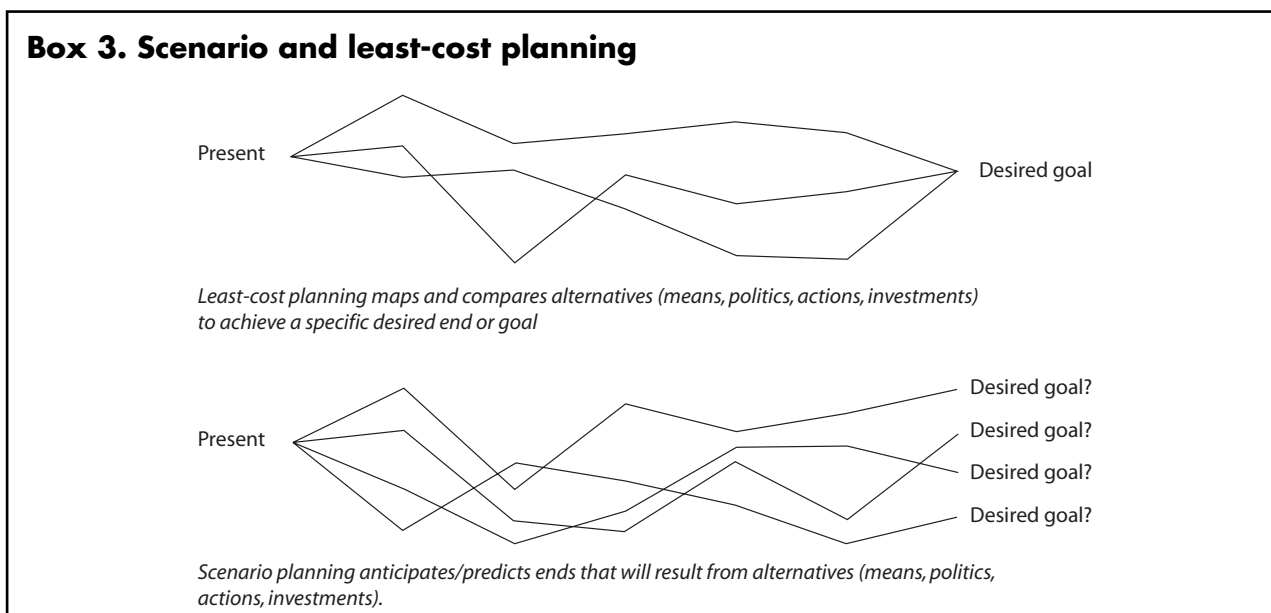 Box 3. Scenario and least-cost planning
Present
Desired goal
Least-cost planning maps and compares alternatives (means, politics, actions, investments)
to achieve a specific desired end or goal
Present
Desired goal?
Desired goal?
Desired goal?
Desired goal?
Scenario planning anticipates/predicts ends that will result from alternatives (means, politics,
actions, investments).